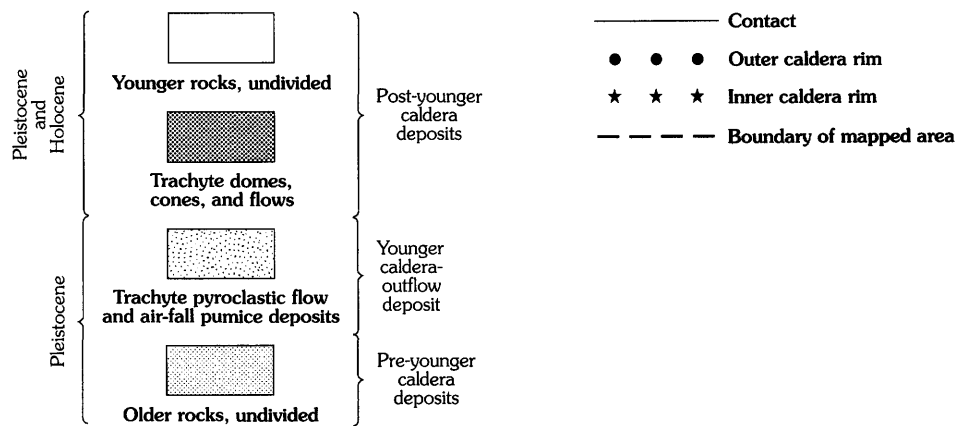 Pleistocene
and
Holocene
Younger rocks, undivided
Trachyte domes,
cones, and flows
Post-younger
caldera
deposits
Pleistocene
Trachyte pyroclastic flow
and air-fall pumice deposits
Younger
caldera-
outflow
deposit
Older rocks, undivided
Pre-younger
caldera
deposits
Contact
Outer caldera rim
Inner caldera rim
Boundary of mapped area